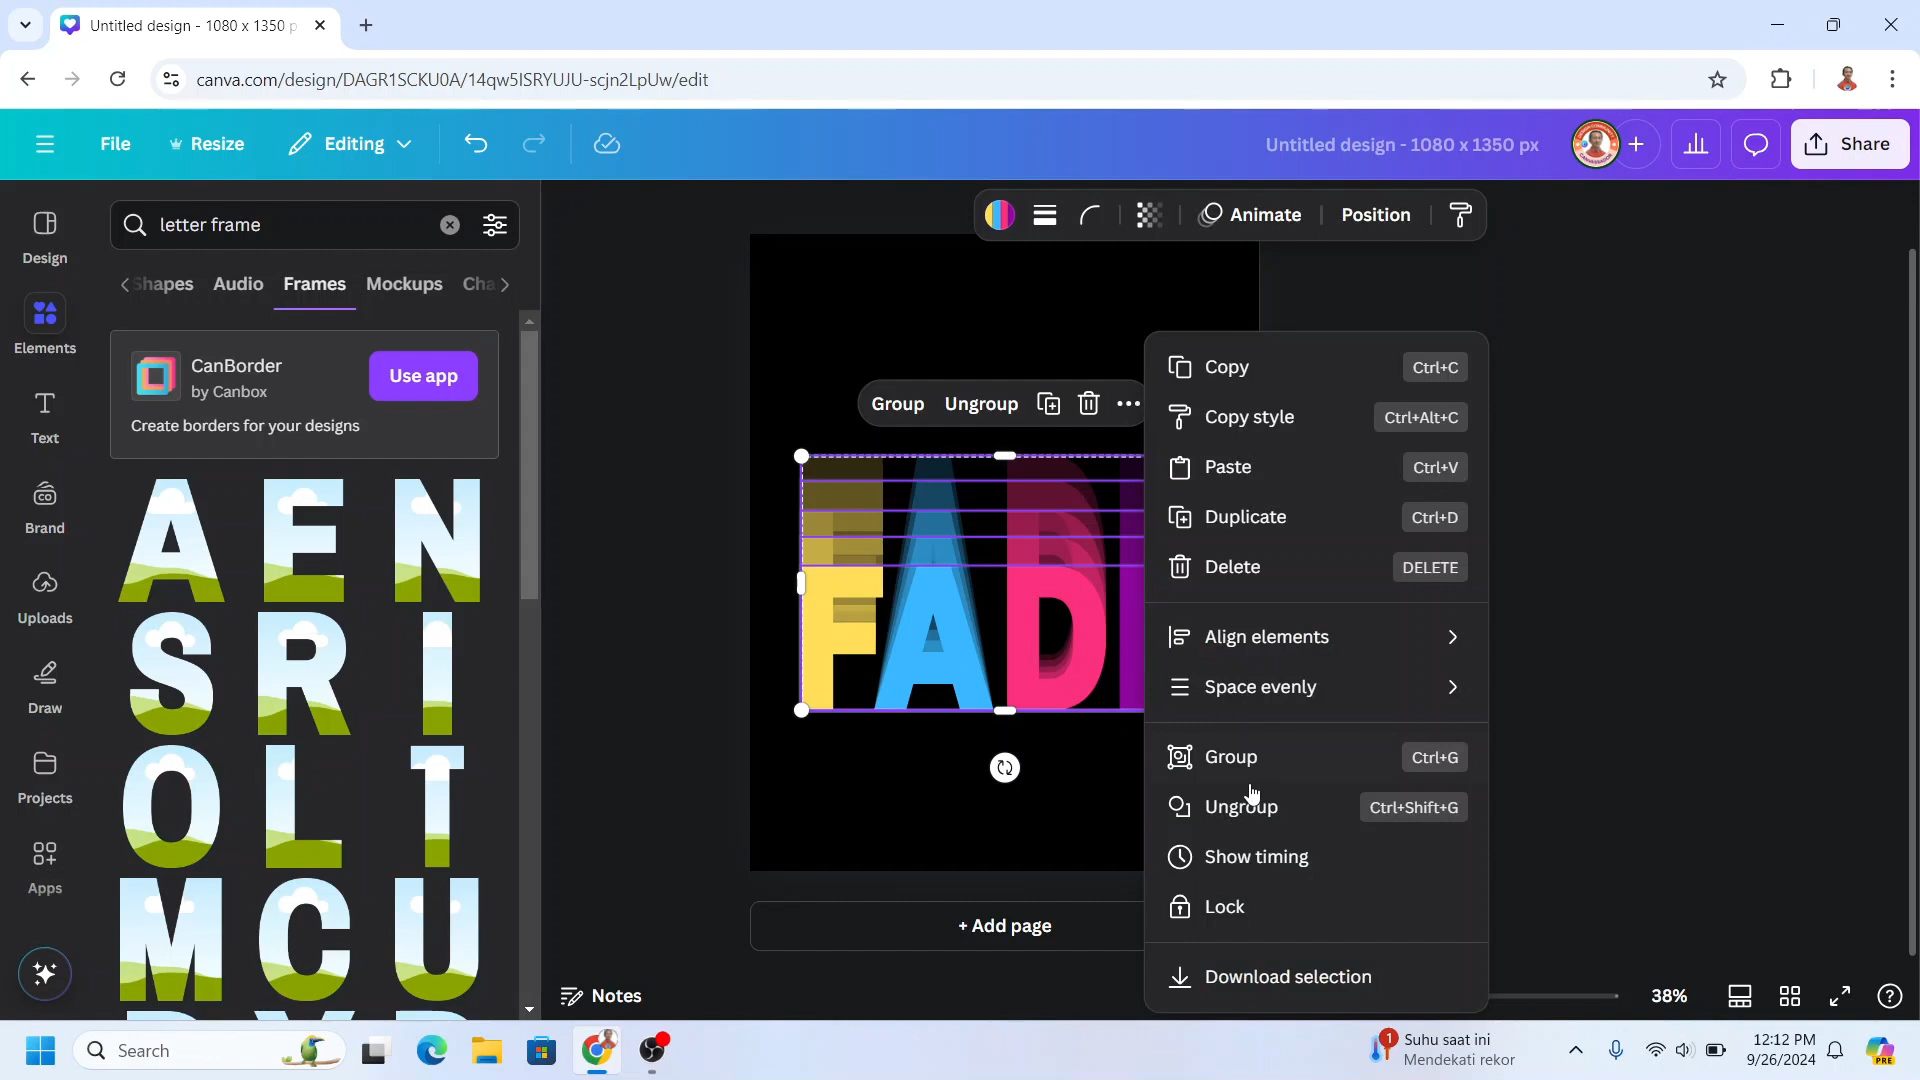 Untitled design - 1080 x 1350 p
canva.com/design/DAGR1SCKU0A/14qw5ISRYUJU-scjn2LpUw/edit
File
Resize
Editing
Untitled design - 1080 x 1350 px
Share
Design
Elements
Text
Brand
Uploads
Draw
Projects
Apps
letter frame
Shapes
Audio
Frames
Mockups
Cha
CanBorder
by Canbox
Use app
Create borders for your designs
A E N
S R I
O L T
M C U
Animate
Position
Group
Ungroup
FAD
Copy
Ctrl+C
Copy style
Ctrl+Alt+C
Paste
Ctrl+V
Duplicate
Ctrl+D
Delete
DELETE
Align elements
Space evenly
Group
Ctrl+G
Ungroup
Ctrl+Shift+G
Show timing
Lock
Download selection
+ Add page
Notes
38%
Search
1
Suhu saat ini
Mendekati rekor
12:12 PM
9/26/2024
PRE